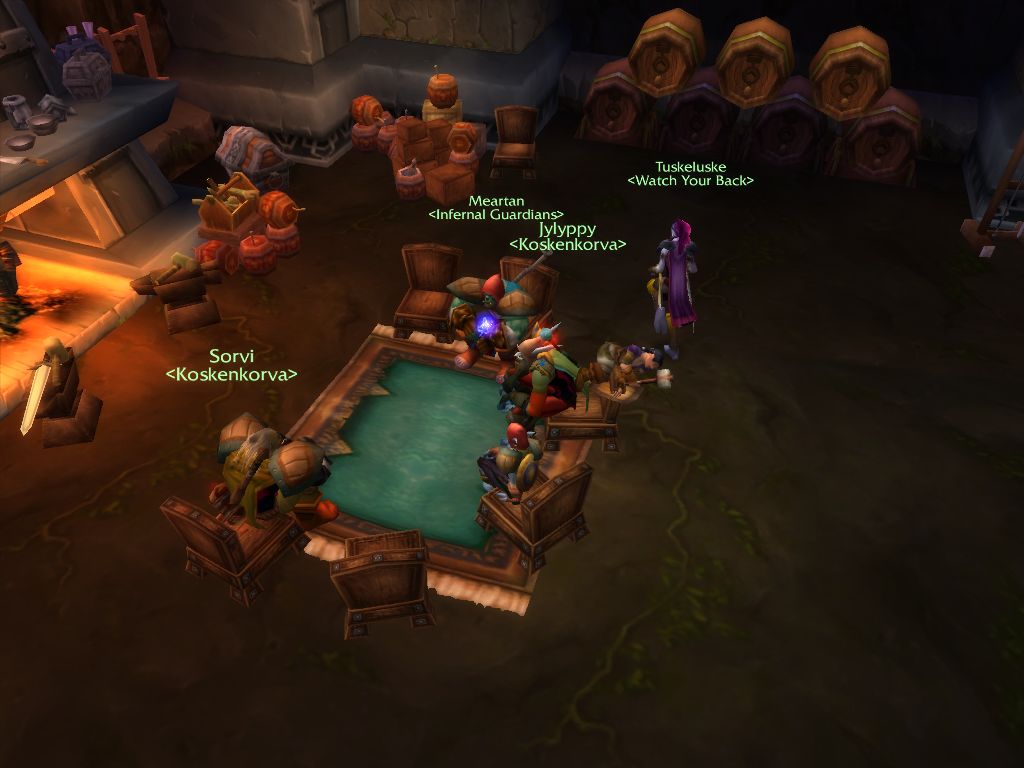 Tuskeluske
<Watch Your Back>
Meartan
<Infernal Guardians>
Jylyppy
<Koskenkorva>
Sorvi
<Koskenkorva>